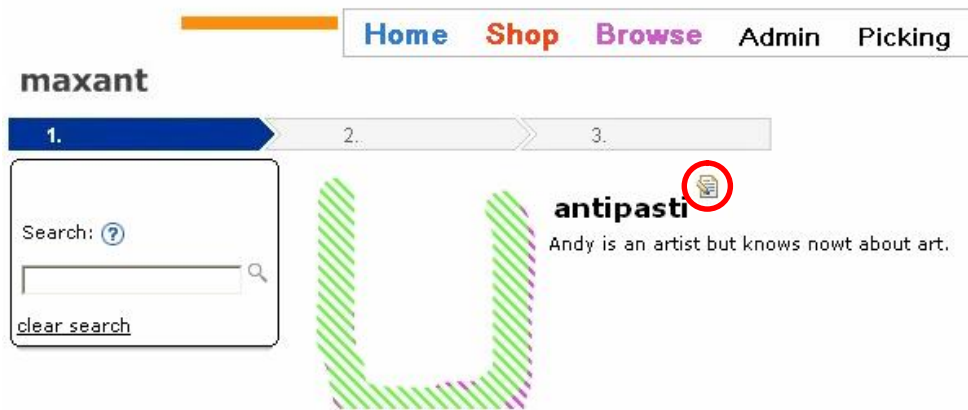 Home Shop Browse Admin Picking
maxant
1. 2. 3.
antipasti
Search: ?
Andy is an artist but knows nowt about art.
clear search